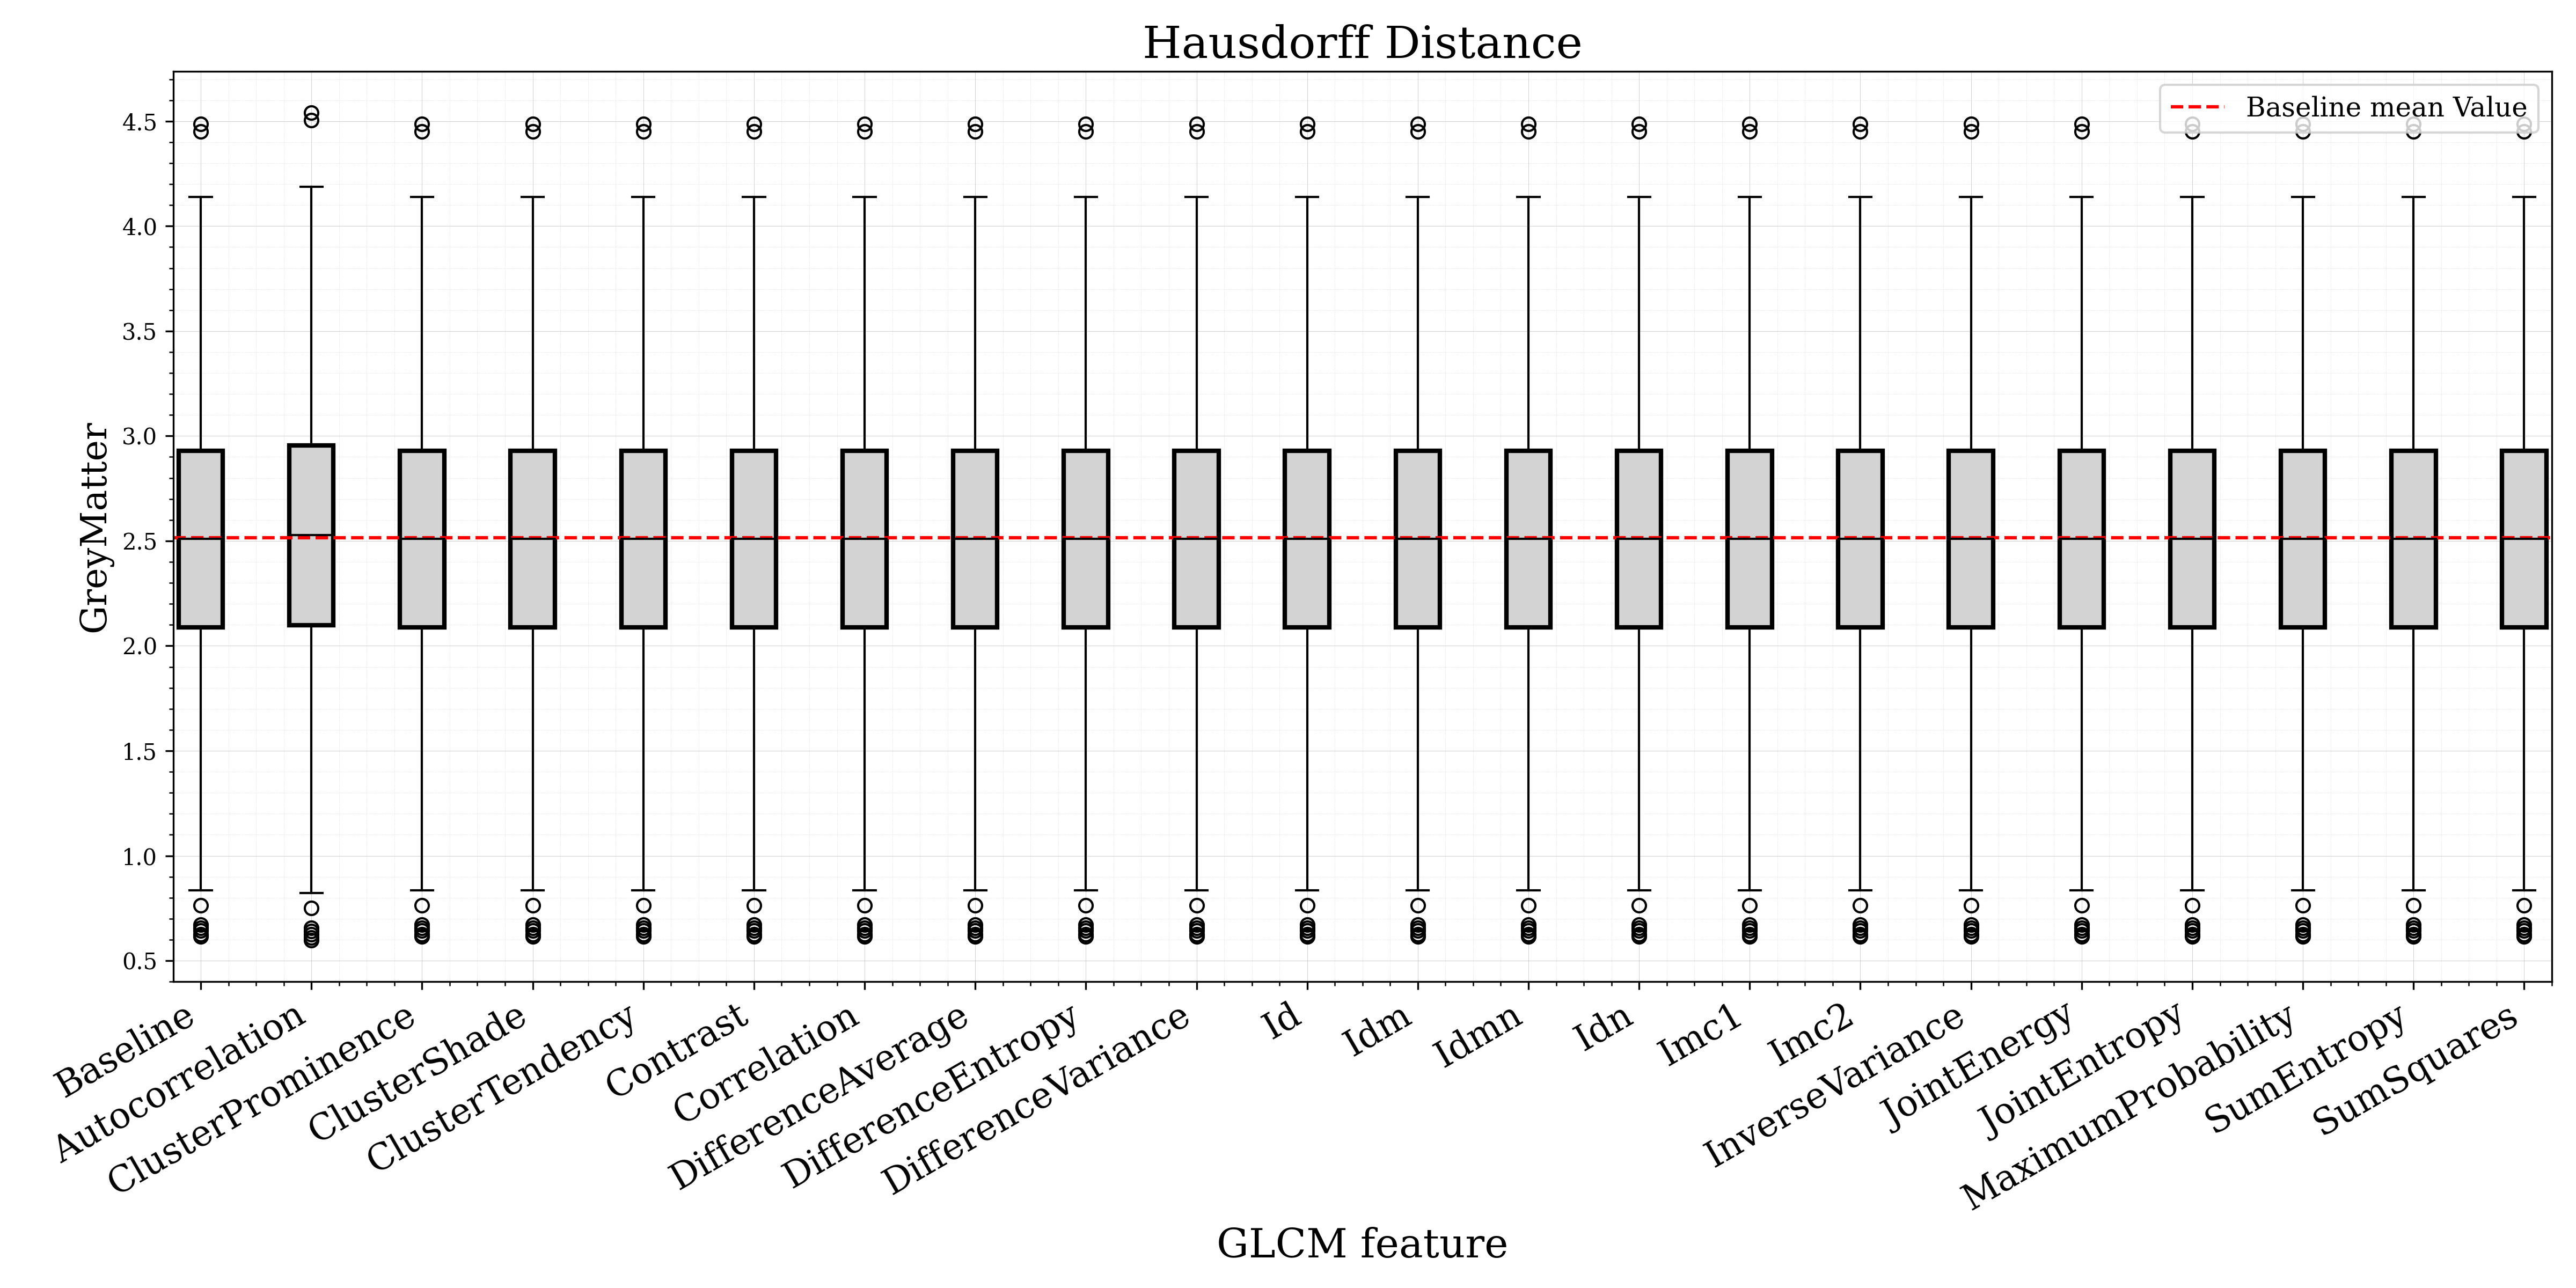 Hausdorff Distance
Baseline mean Value
GreyMatter
4.5
4.0
3.5
3.0
2.5
2.0
1.5
1.0
0.5
Baseline
Autocorrelation
ClusterProminence
ClusterShade
ClusterTendency
Contrast
Correlation
DifferenceAverage
DifferenceEntropy
DifferenceVariance
Id
Idm
Idmn
Idn
Imc1
Imc2
InverseVariance
JointEnergy
JointEntropy
MaximumProbability
SumEntropy
SumSquares
GLCM feature